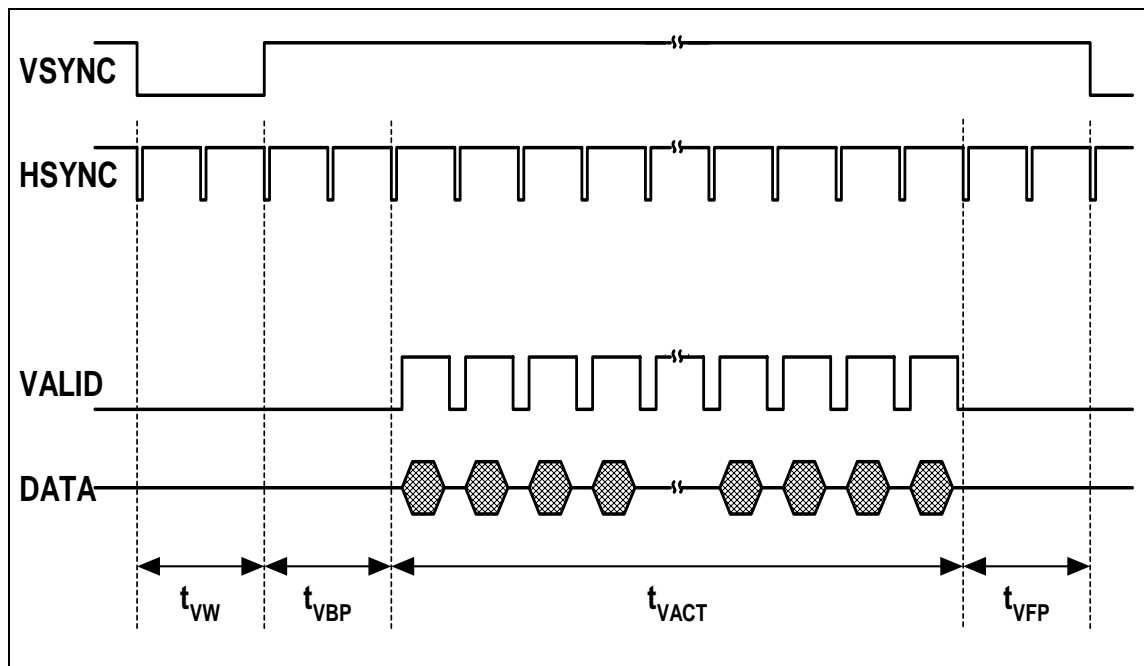 VSYNC
HSYNC
VALID
DATA
tVW tVBP tVACT tVFP